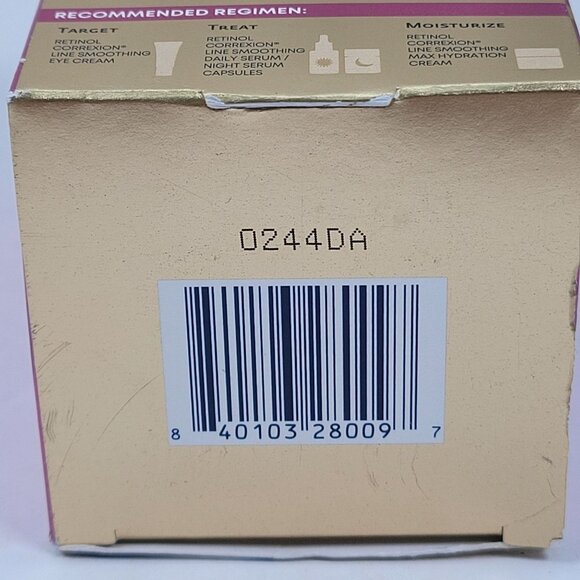 RECOMMENDED REGIMEN:
TARGET
RETINOL
CORREXION®
LINE SMOOTHING
EYE CREAM
TREAT
RETINOL
CORREXION®
LINE SMOOTHING
DAILY SERUM /
NIGHT SERUM
CAPSULES
MOISTURIZE
RETINOL
CORREXION®
LINE SMOOTHING
MAX HYDRATION
CREAM
0244DA
8 40103 28009 7